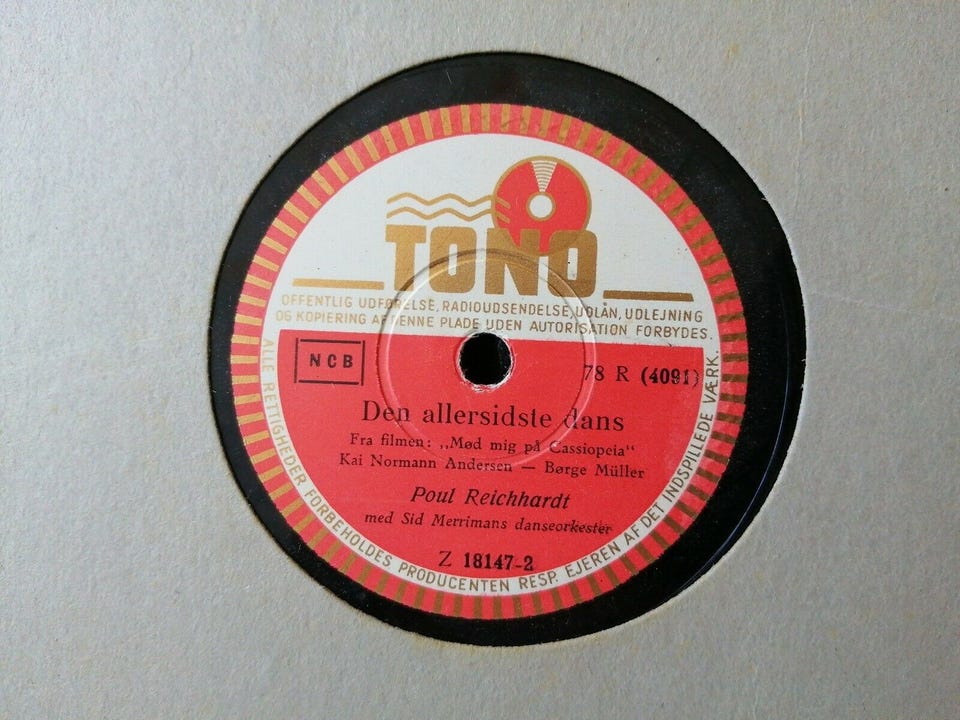 TONO
OFFENTLIG UDFØRELSE, RADIOUDSENDELSE, UDLÅN, UDLEJNING
OG KOPIERING AF DENNE PLADE UDEN AUTORISATION FORBYDES.
NCB
78 R (4091)
Den allersidste dans
Fra filmen: „Mød mig på Cassiopeia“
Kai Normann Andersen — Børge Müller
Poul Reichhardt
med Sid Merrimans danseorkester
Z 18147-2
ALLE RETTIGHEDER FORBEHOLDES PRODUCENTEN RESP. EJEREN AF DET INDSPILLEDE VÆRK.